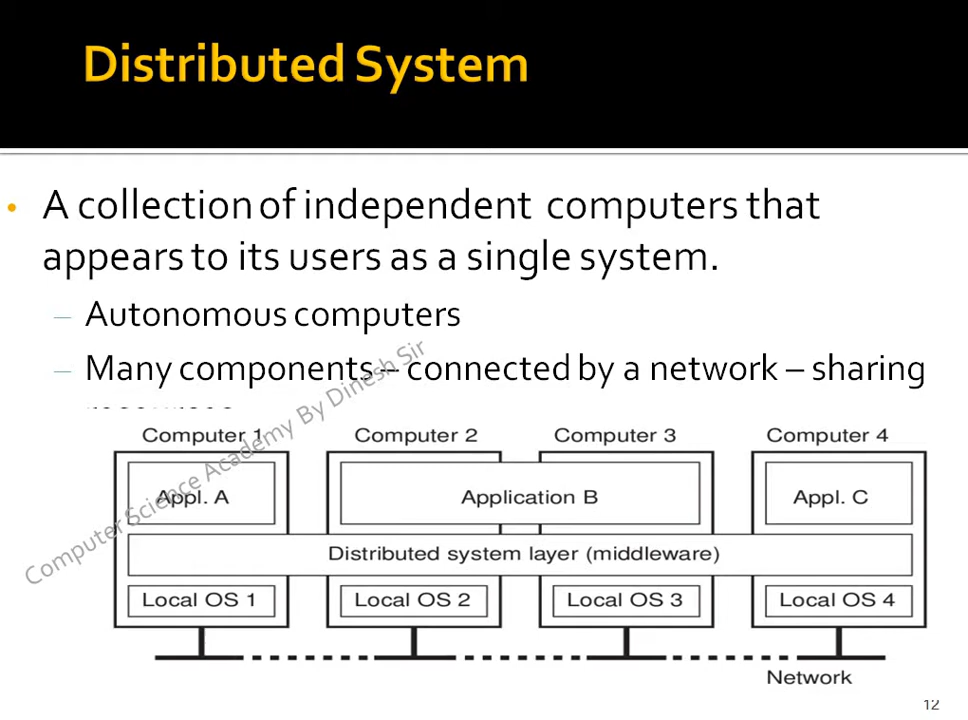 Distributed System
• A collection of independent computers that
appears to its users as a single system.
– Autonomous computers
– Many components – connected by a network – sharing
Computer 1 Computer 2 Computer 3 Computer 4
Appl. A Application B Appl. C
Distributed system layer (middleware)
Local OS 1 Local OS 2 Local OS 3 Local OS 4
Network
Computer Science Academy By Dinesh Sir
12